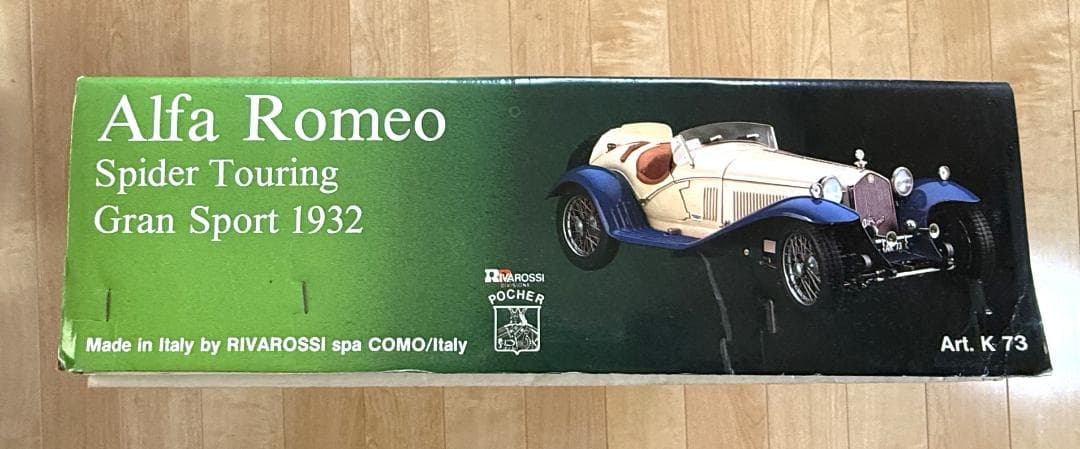 Alfa Romeo
Spider Touring
Gran Sport 1932
RIVAROSSI
DIVISIONE
POCHER
Made in Italy by RIVAROSSI spa COMO/Italy
Art. K 73